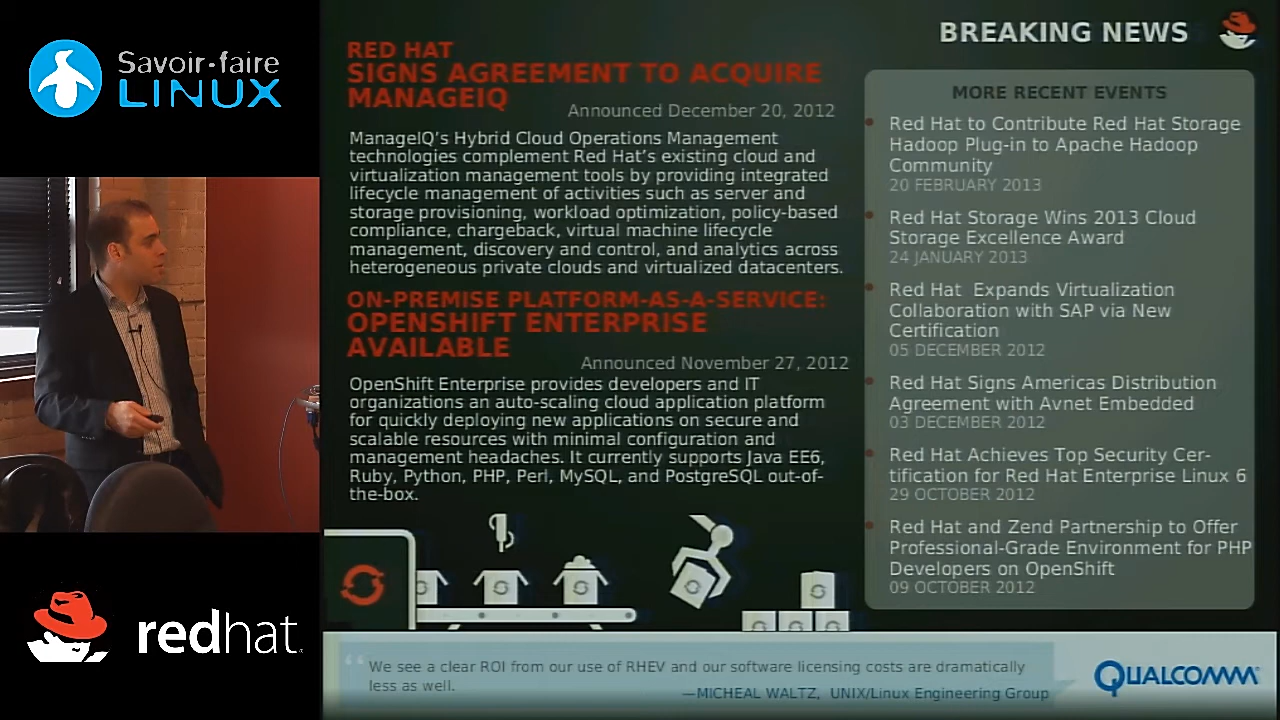 Savoir-faire
LINUX
redhat
BREAKING NEWS
RED HAT
SIGNS AGREEMENT TO ACQUIRE
MANAGEIQ
Announced December 20, 2012
ManageIQ's Hybrid Cloud Operations Management
technologies complement Red Hat's existing cloud and
virtualization management tools by providing integrated
lifecycle management of activities such as server and
storage provisioning, workload optimization, policy-based
compliance, chargeback, virtual machine lifecycle
management, discovery and control, and analytics across
heterogeneous private clouds and virtualized datacenters.
ON-PREMISE PLATFORM-AS-A-SERVICE:
OPENSHIFT ENTERPRISE
AVAILABLE
Announced November 27, 2012
OpenShift Enterprise provides developers and IT
organizations an auto-scaling cloud application platform
for quickly deploying new applications on secure and
scalable resources with minimal configuration and
management headaches. It currently supports Java EE6,
Ruby, Python, PHP, Perl, MySQL, and PostgreSQL out-of-
the-box.
MORE RECENT EVENTS
Red Hat to Contribute Red Hat Storage
Hadoop Plug-in to Apache Hadoop
Community
20 FEBRUARY 2013
Red Hat Storage Wins 2013 Cloud
Storage Excellence Award
24 JANUARY 2013
Red Hat  Expands Virtualization
Collaboration with SAP via New
Certification
05 DECEMBER 2012
Red Hat Signs Americas Distribution
Agreement with Avnet Embedded
03 DECEMBER 2012
Red Hat Achieves Top Security Cer-
tification for Red Hat Enterprise Linux 6
29 OCTOBER 2012
Red Hat and Zend Partnership to Offer
Professional-Grade Environment for PHP
Developers on OpenShift
09 OCTOBER 2012
“ We see a clear ROI from our use of RHEV and our software licensing costs are dramatically
less as well.
—MICHEAL WALTZ, UNIX/Linux Engineering Group
QUALCOMM